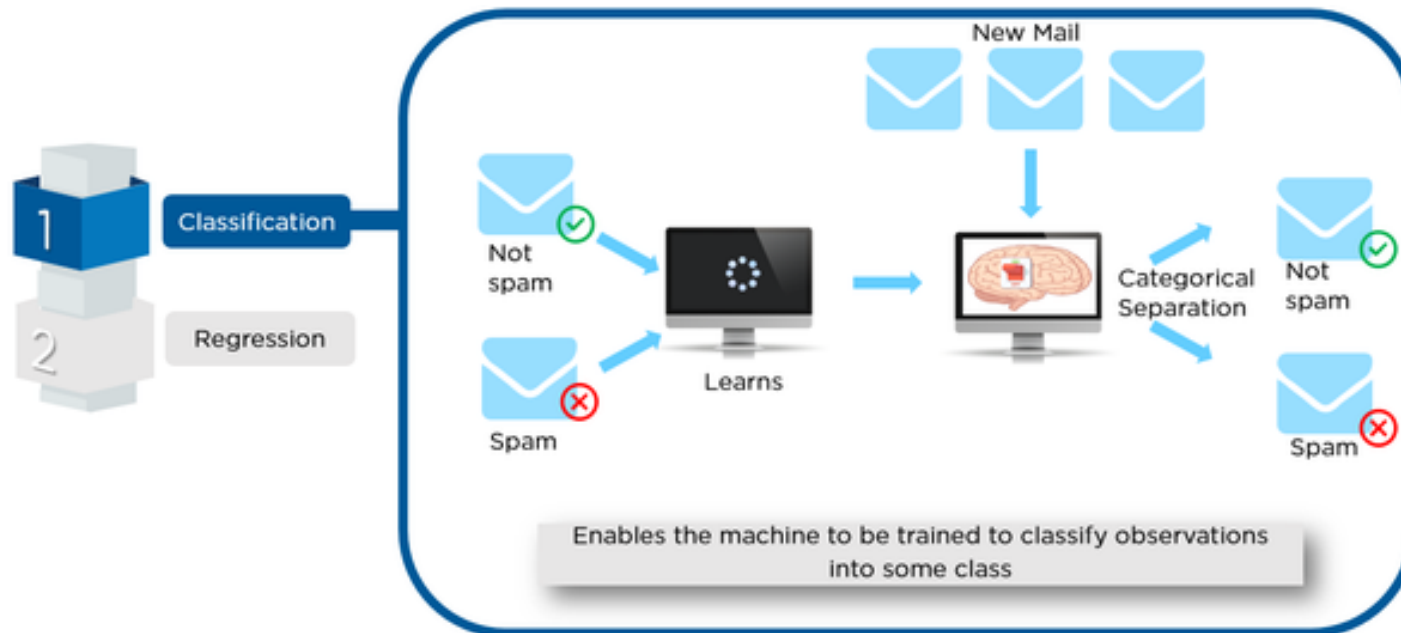 New Mail
1
Classification
2
Regression
Not
spam
Spam
Learns
Categorical
Separation
Not
spam
Spam
Enables the machine to be trained to classify observations
into some class